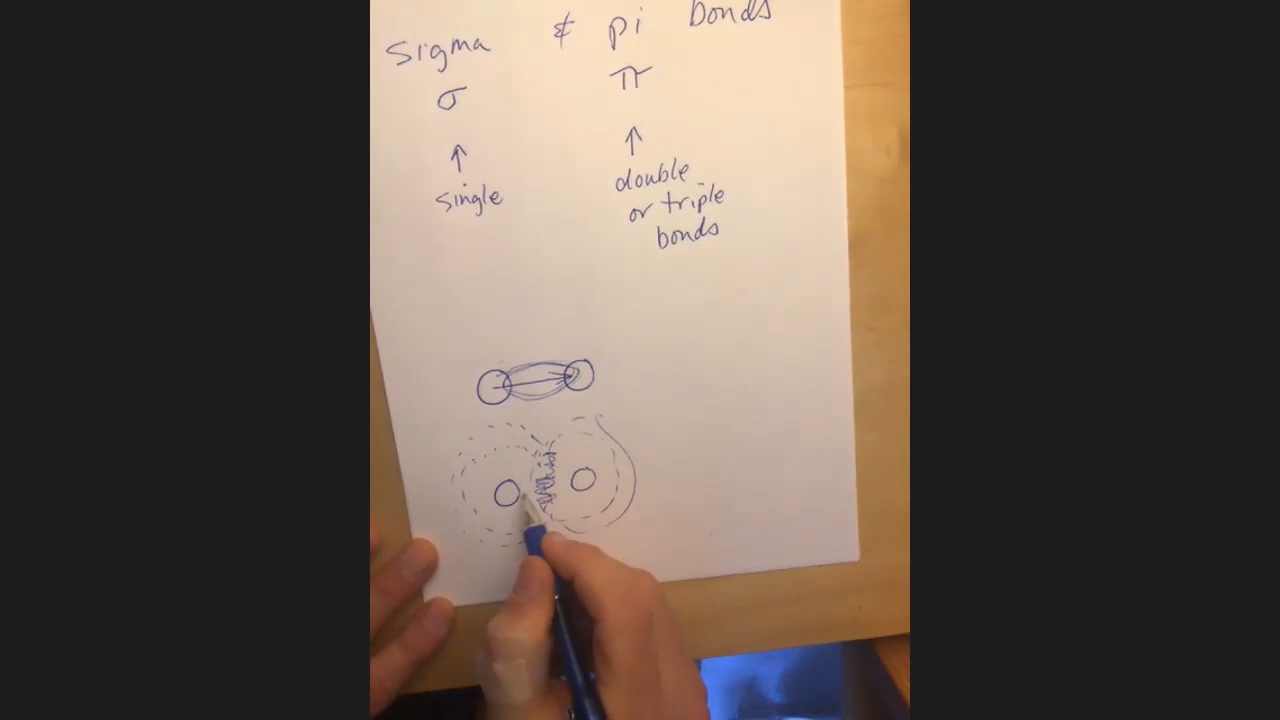 Sigma & pi bonds
σ π
↑ ↑
single double
or triple
bonds